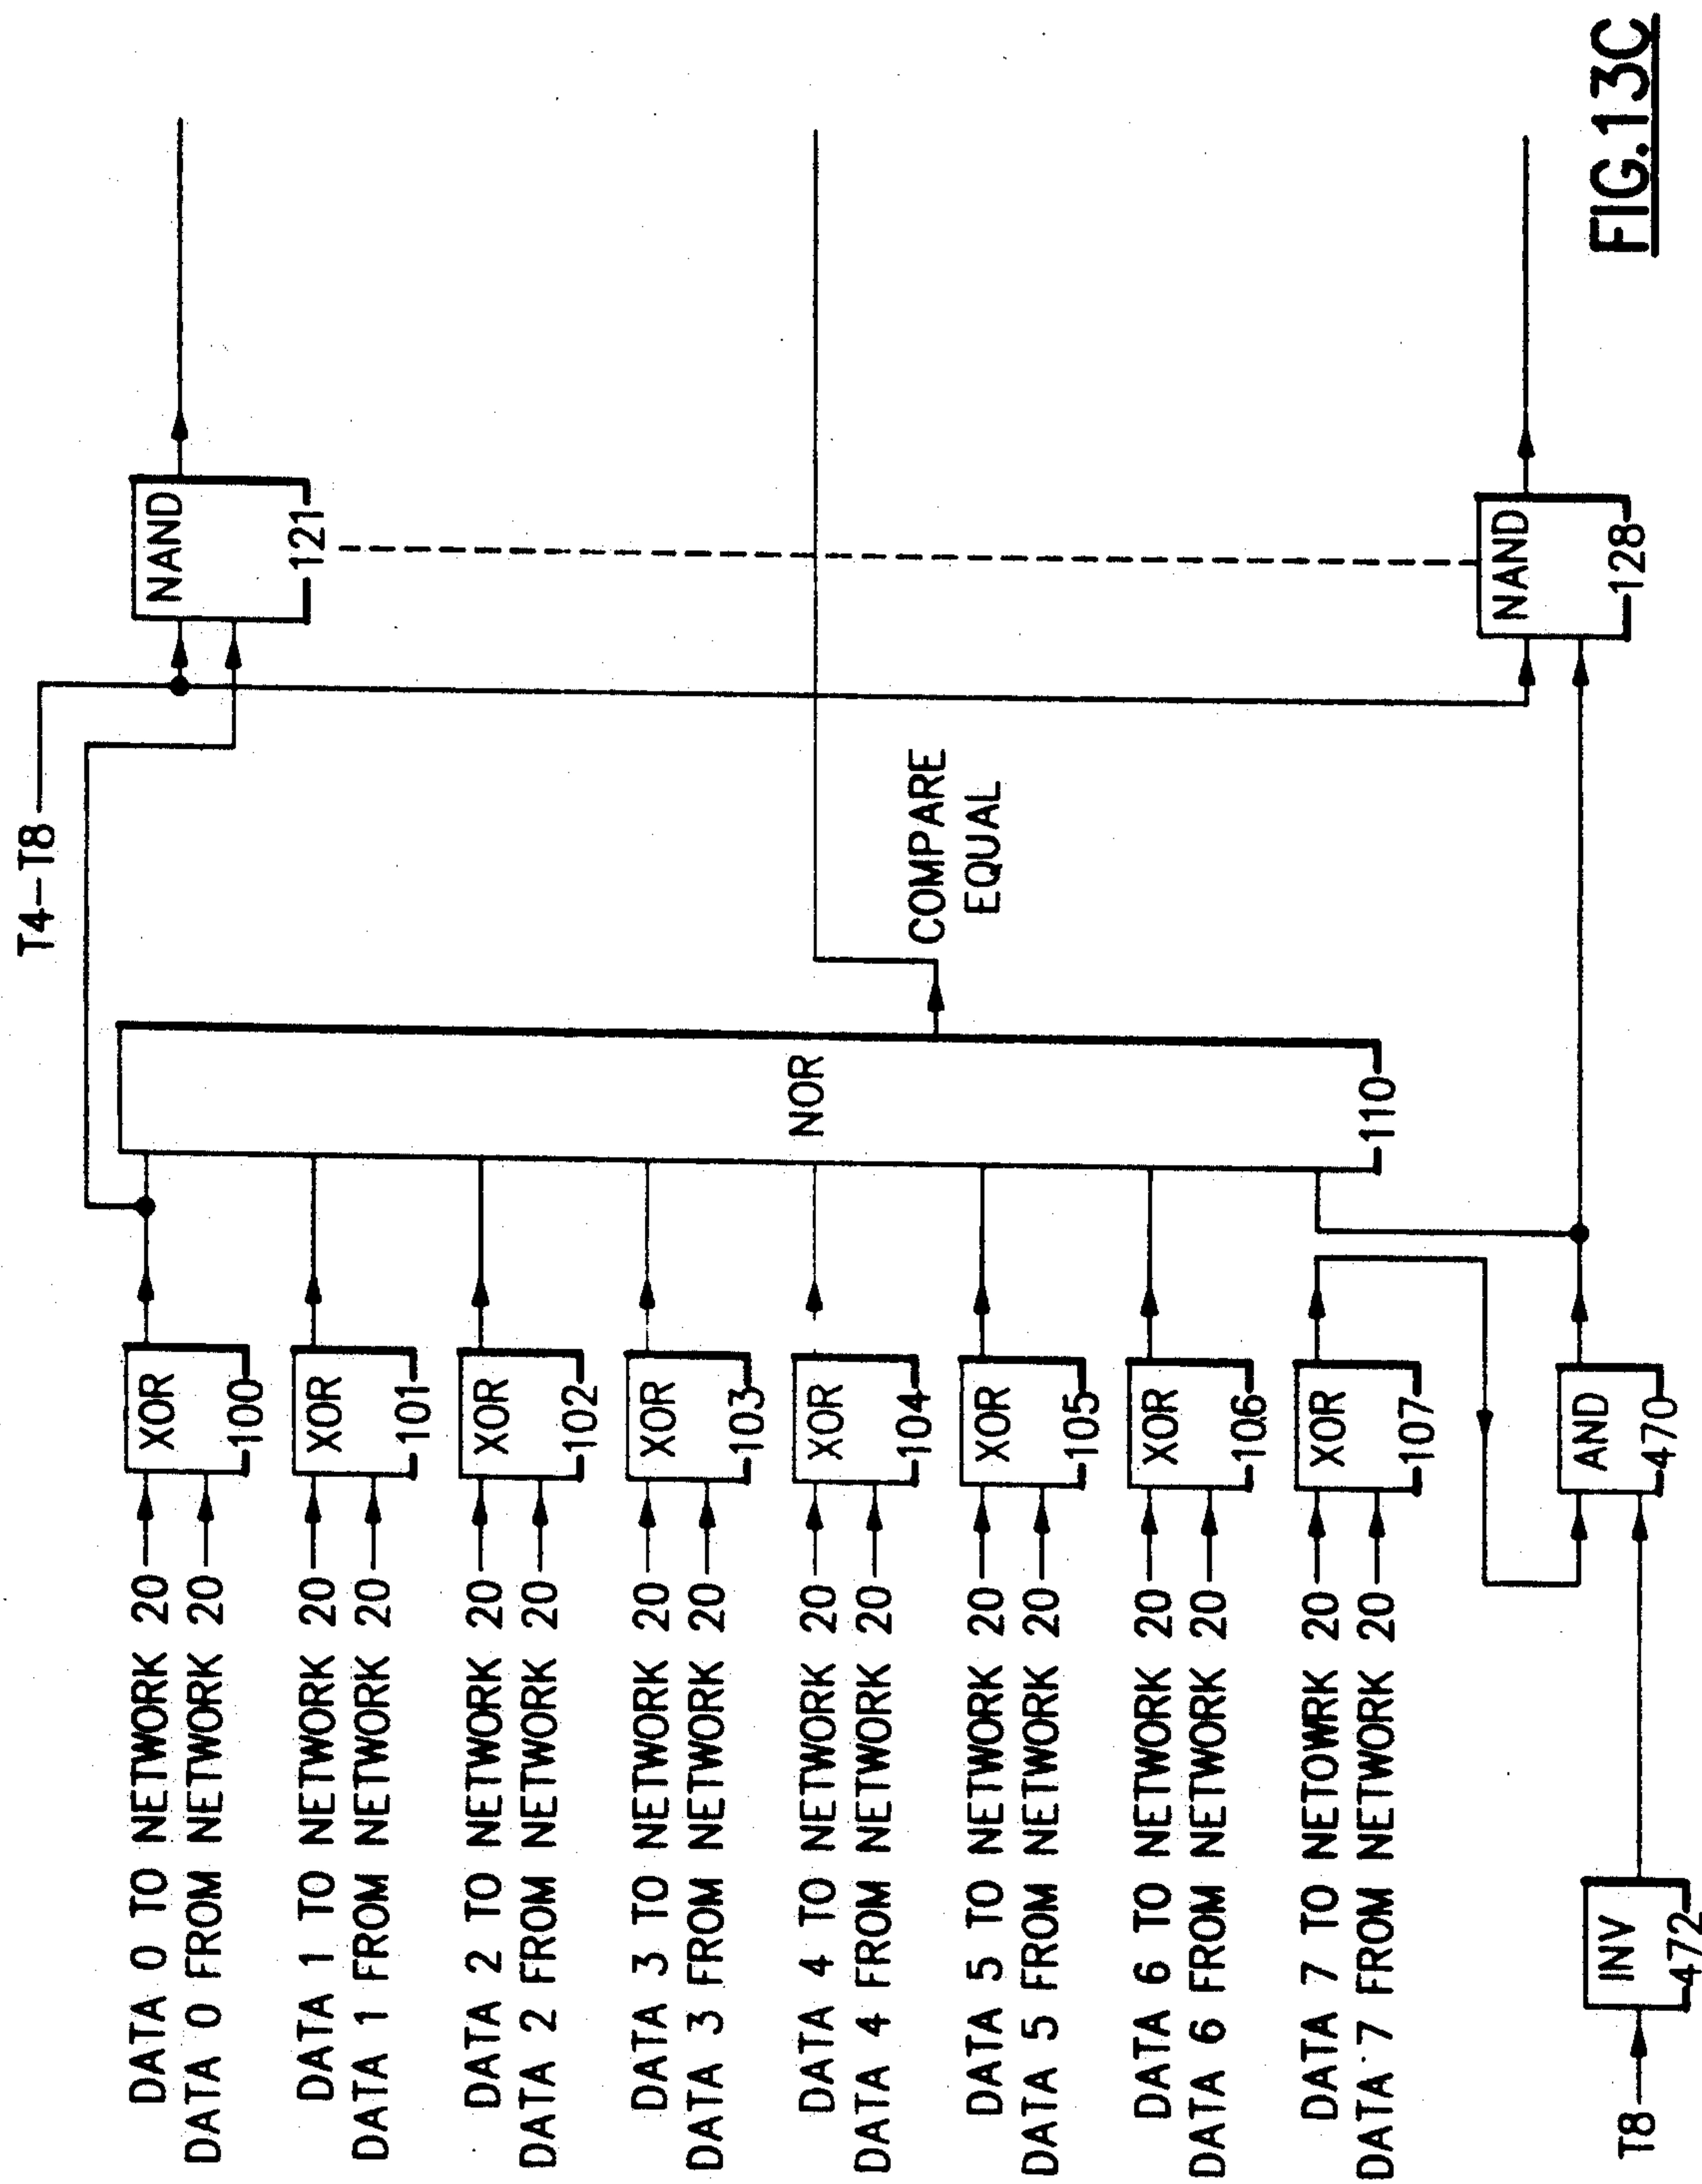 T4-T8
DATA 0 TO NETWORK 20
DATA 0 FROM NETWORK 20
XOR
100
DATA 1 TO NETWORK 20
DATA 1 FROM NETWORK 20
XOR
101
DATA 2 TO NETWORK 20
DATA 2 FROM NETWORK 20
XOR
102
DATA 3 TO NETWORK 20
DATA 3 FROM NETWORK 20
XOR
103
DATA 4 TO NETWORK 20
DATA 4 FROM NETWORK 20
XOR
104
DATA 5 TO NETWORK 20
DATA 5 FROM NETWORK 20
XOR
105
DATA 6 TO NETWORK 20
DATA 6 FROM NETWORK 20
XOR
106
DATA 7 TO NETOWRK 20
DATA 7 FROM NETWORK 20
XOR
107
T8
INV
472
AND
470
NOR
110
COMPARE
EQUAL
NAND
121
NAND
128
FIG.13C